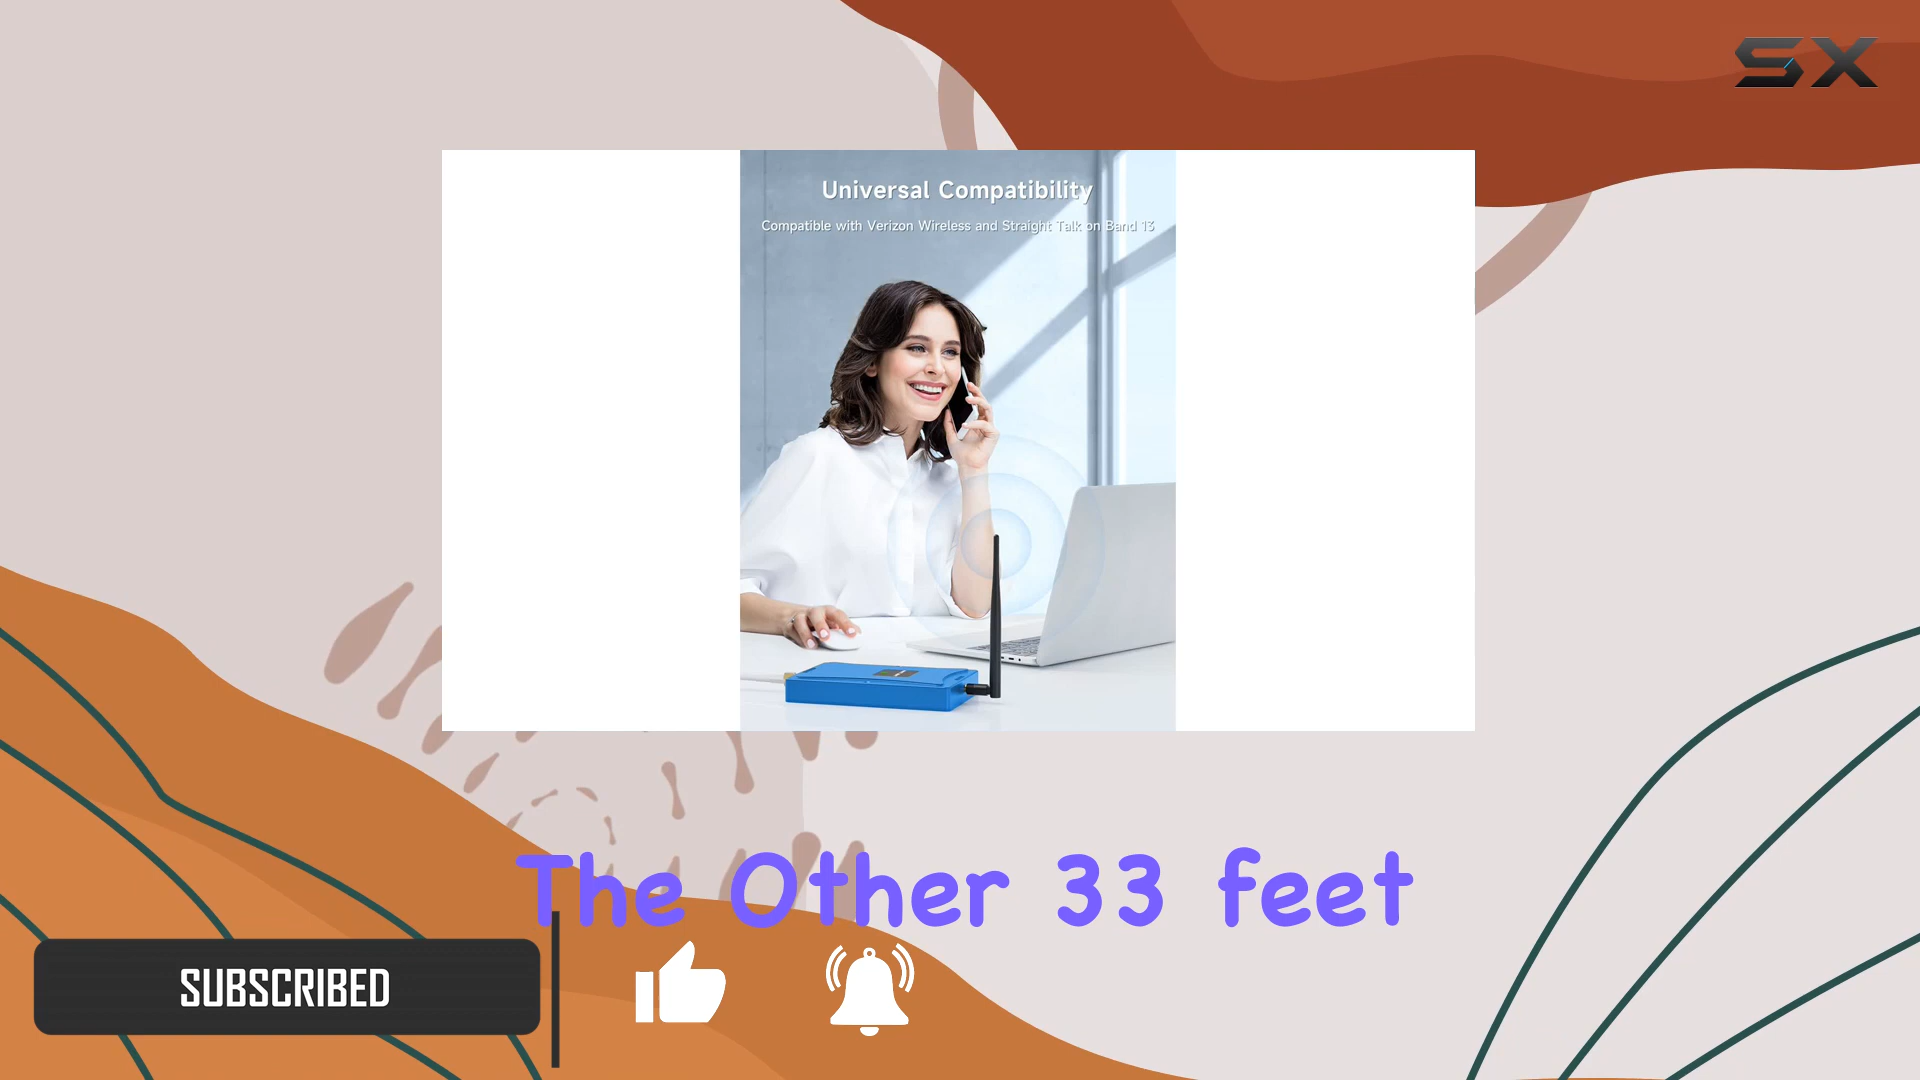 SX
Universal Compatibility
Compatible with Verizon Wireless and Straight Talk on Band 13
The Other 33 feet
SUBSCRIBED